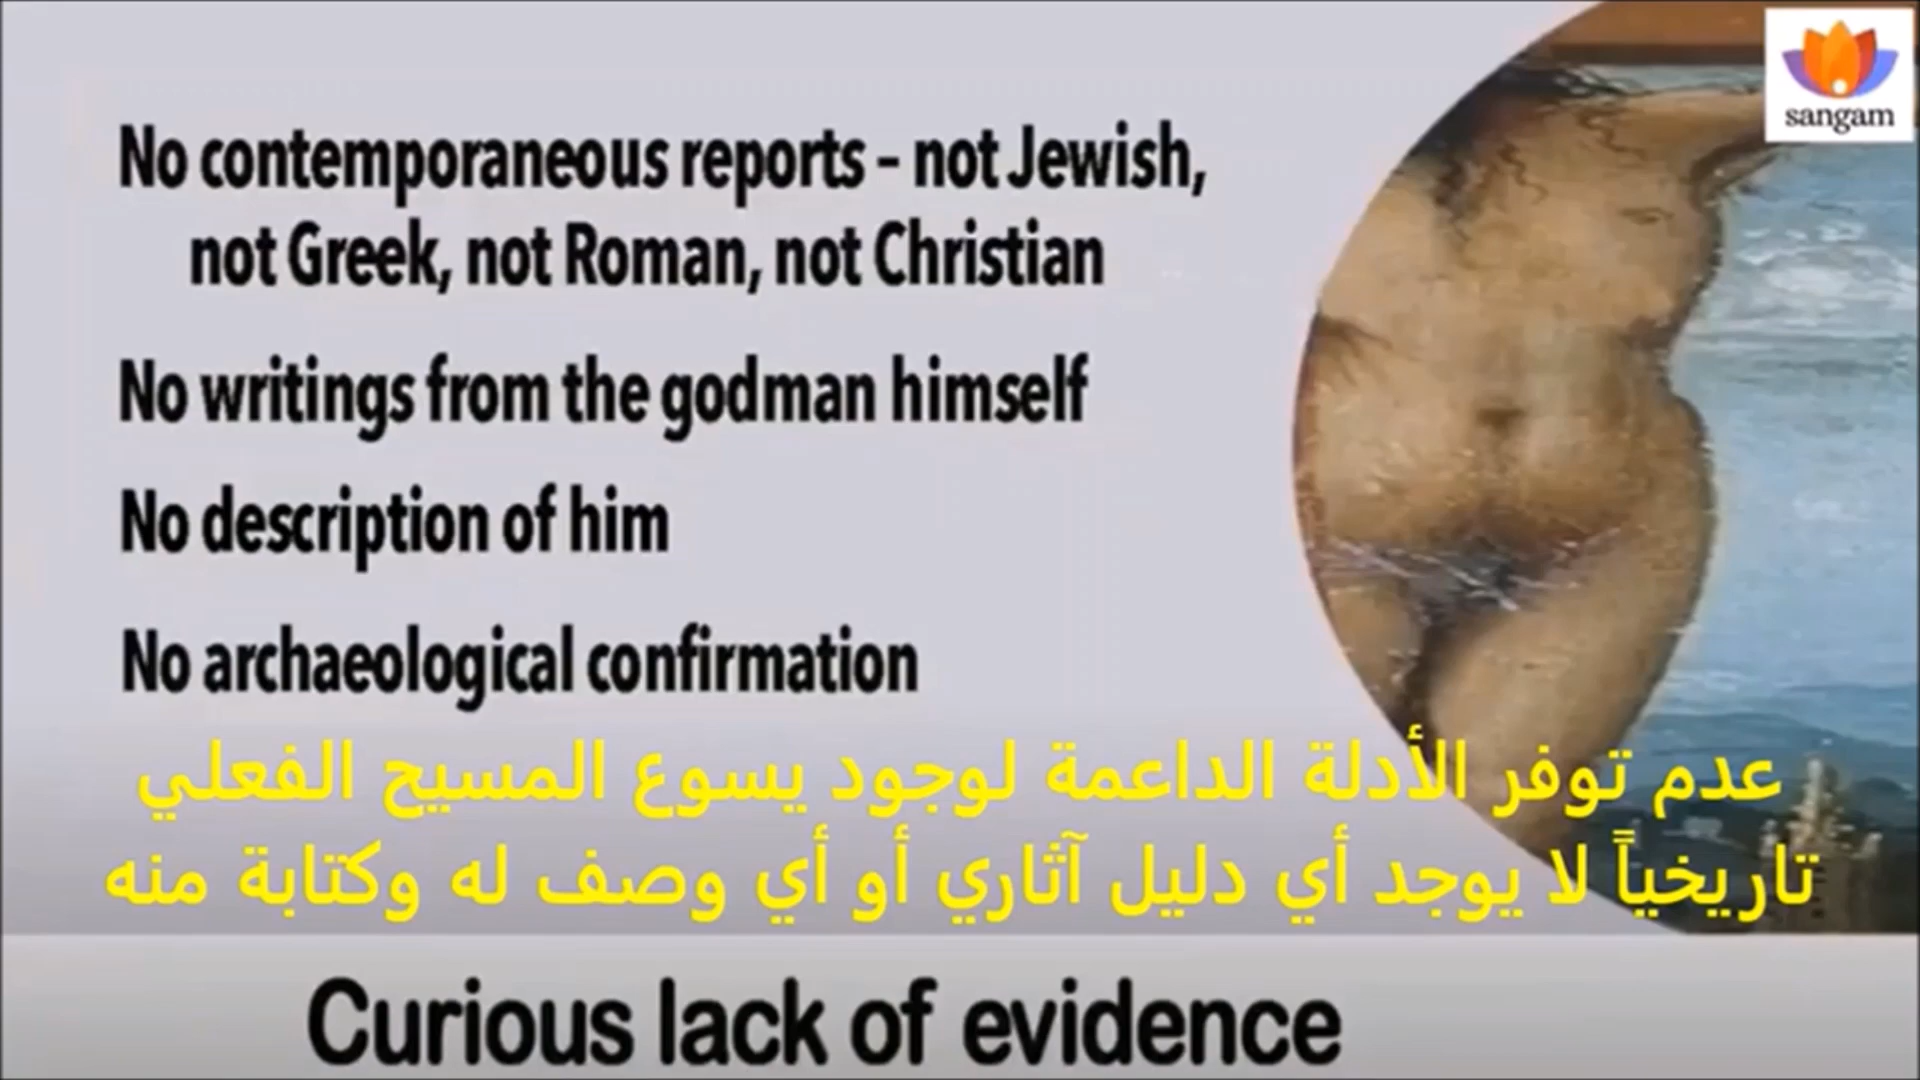 sangam
No contemporaneous reports – not Jewish,
not Greek, not Roman, not Christian
No writings from the godman himself
No description of him
No archaeological confirmation
عدم توفر الأدلة الداعمة لوجود يسوع المسيح الفعلي
تاريخياً لا يوجد أي دليل آثاري أو أي وصف له وكتابة منه
Curious lack of evidence